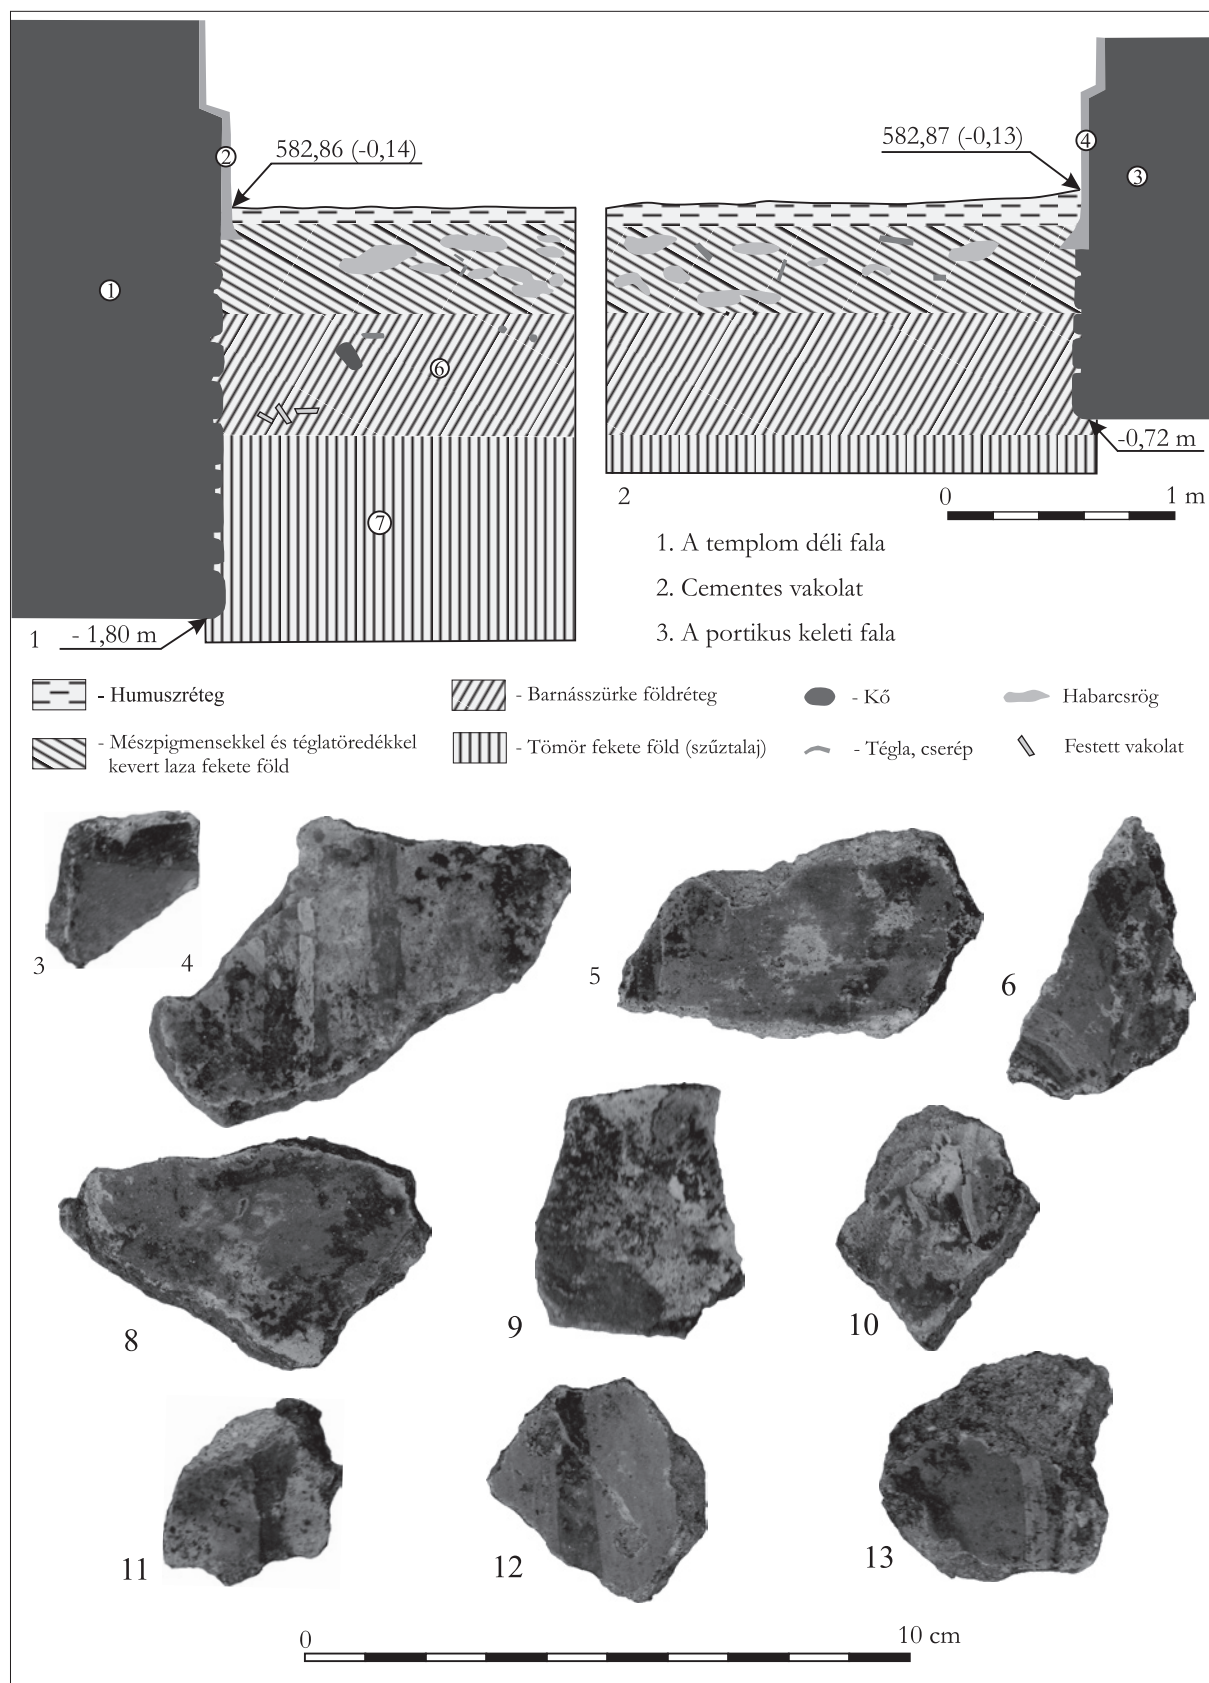 582,86 (-0,14)
582,87 (-0,13)
2
4
3
1
6
7
-0,72 m
2
0 1 m
1. A templom déli fala
2. Cementes vakolat
3. A portikus keleti fala
1
- 1,80 m
- Humuszréteg
- Barnásszürke földréteg
- Kő
Habarcsrög
- Mészpigmensekkel és téglatöredékkel
kevert laza fekete föld
- Tömör fekete föld (szűztalaj)
- Tégla, cserép
Festett vakolat
3
4
5
6
8
9
10
11
12
13
0 10 cm